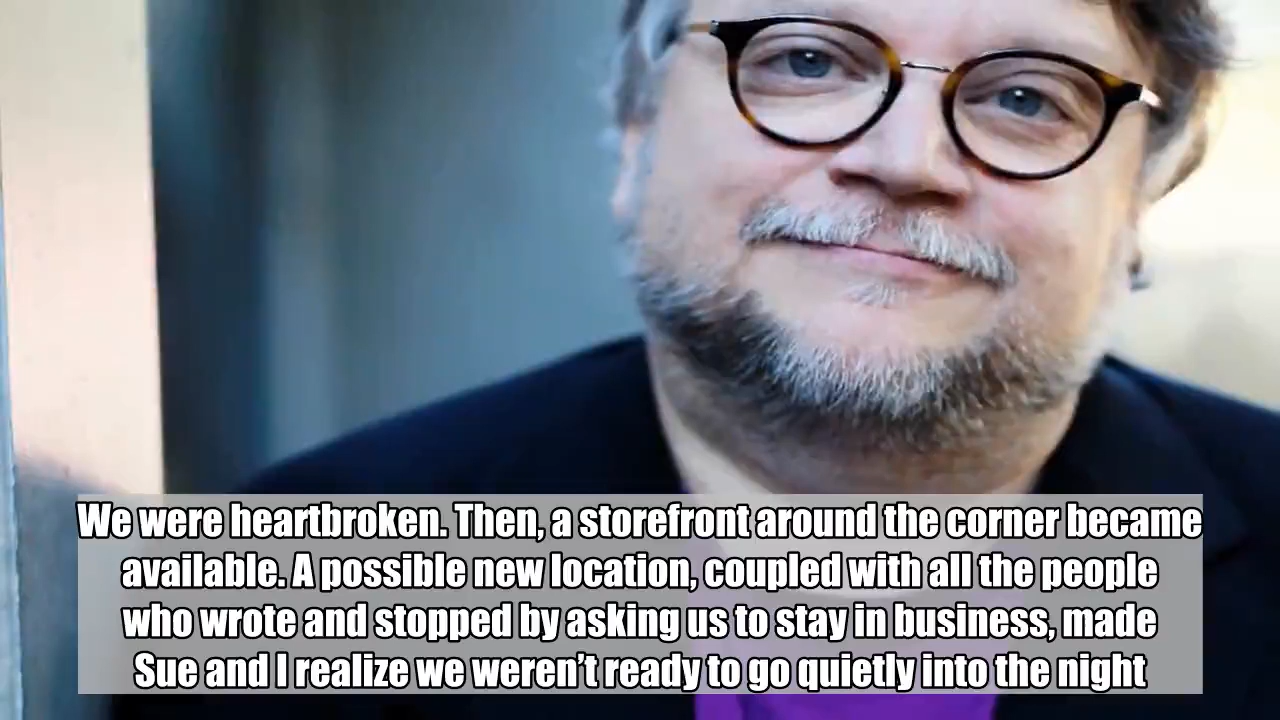 We were heartbroken. Then, a storefront around the corner became
available. A possible new location, coupled with all the people
who wrote and stopped by asking us to stay in business, made
Sue and I realize we weren’t ready to go quietly into the night